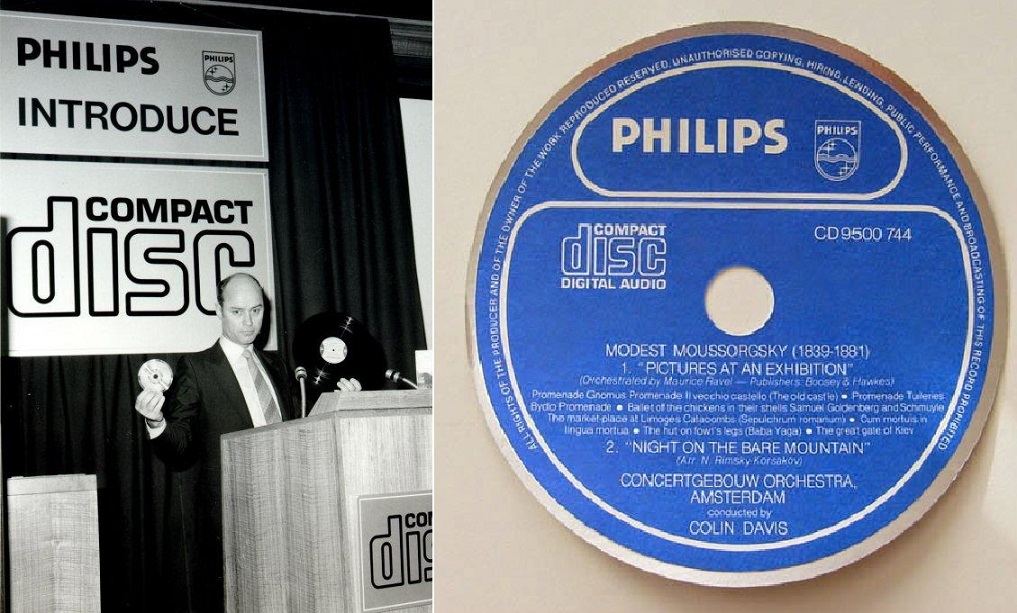 PHILIPS
PHILIPS
INTRODUCE
COMPACT
disc
COM
dis
ALL RIGHTS OF THE PRODUCER AND OF THE OWNER OF THE WORK REPRODUCED RESERVED. UNAUTHORISED COPYING, HIRING, LENDING, PUBLIC PERFORMANCE AND BROADCASTING OF THIS RECORD PROHIBITED
PHILIPS
PHILIPS
COMPACT
disc
DIGITAL AUDIO
CD9500 744
MODEST MOUSSORGSKY (1839-1881)
1. "PICTURES AT AN EXHIBITION"
(Orchestrated by Maurice Ravel — Publishers: Boosey & Hawkes)
Promenade Gnomus Promenade Il vecchio castello (The old castle) • Promenade Tuileries
Bydlo Promenade • Ballet of the chickens in their shells Samuel Goldenberg and Schmuyle
The market-place at Limoges Catacombs (Sepulchrum romanum) • Cum mortuis in
lingua mortua • The hut on fowl's legs (Baba Yaga) • The great gate of Kiev
2. "NIGHT ON THE BARE MOUNTAIN"
(Arr. N. Rimsky-Korsakov)
CONCERTGEBOUW ORCHESTRA,
AMSTERDAM
conducted by
COLIN DAVIS